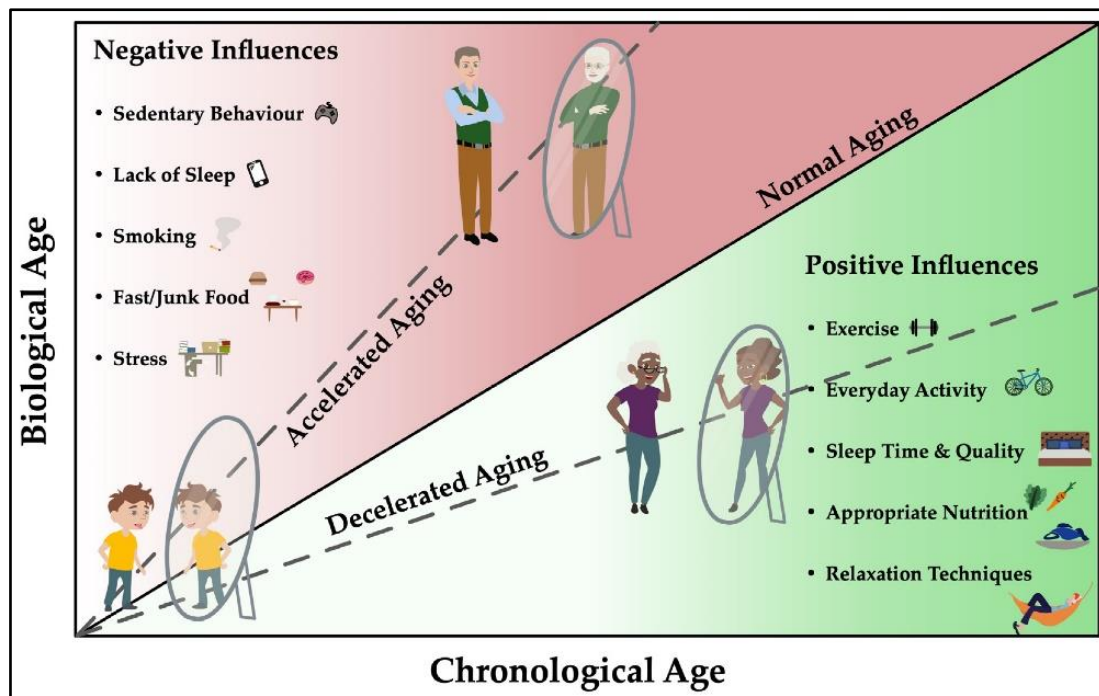 Negative Influences
• Sedentary Behaviour
• Lack of Sleep
• Smoking
• Fast/Junk Food
• Stress
Accelerated Aging
Normal Aging
Decelerated Aging
Positive Influences
• Exercise
• Everyday Activity
• Sleep Time & Quality
• Appropriate Nutrition
• Relaxation Techniques
Biological Age
Chronological Age